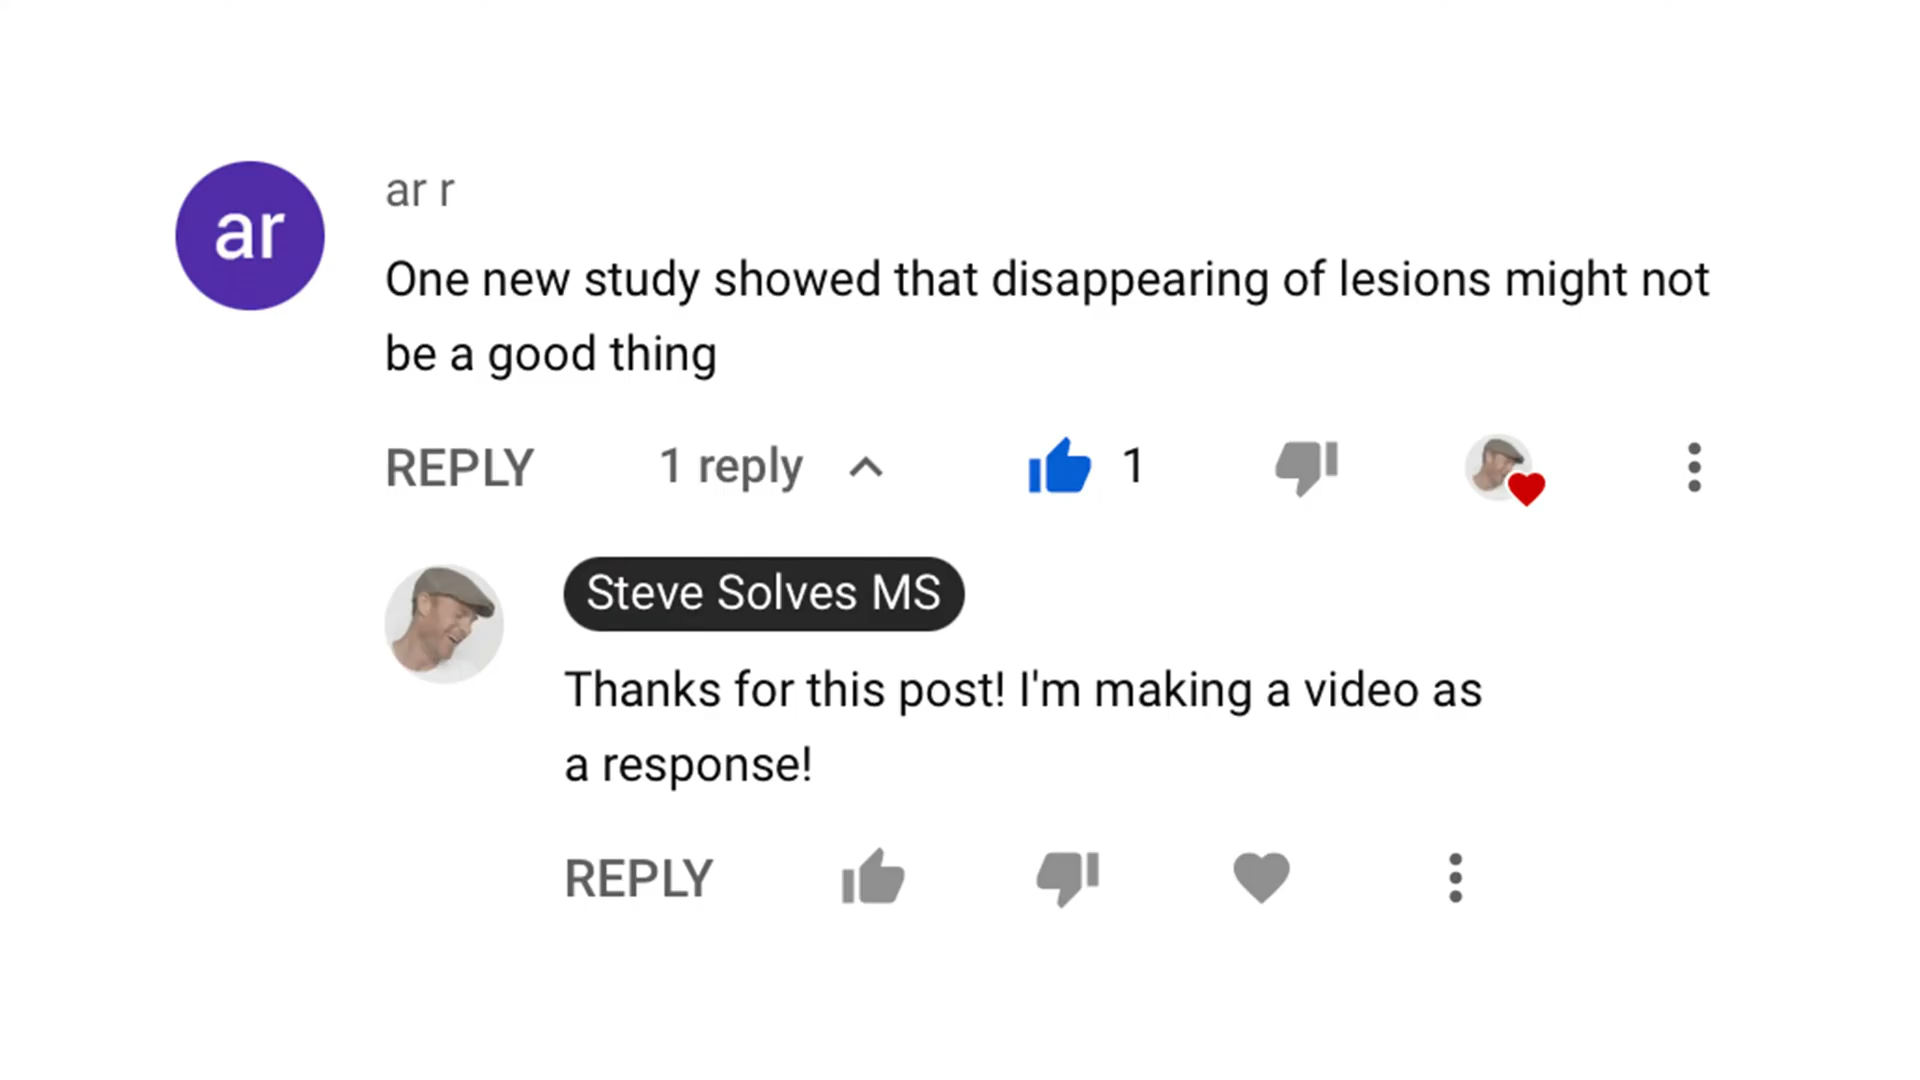 ar
ar r
One new study showed that disappearing of lesions might not
be a good thing
REPLY 1 reply 1
Steve Solves MS
Thanks for this post! I'm making a video as
a response!
REPLY